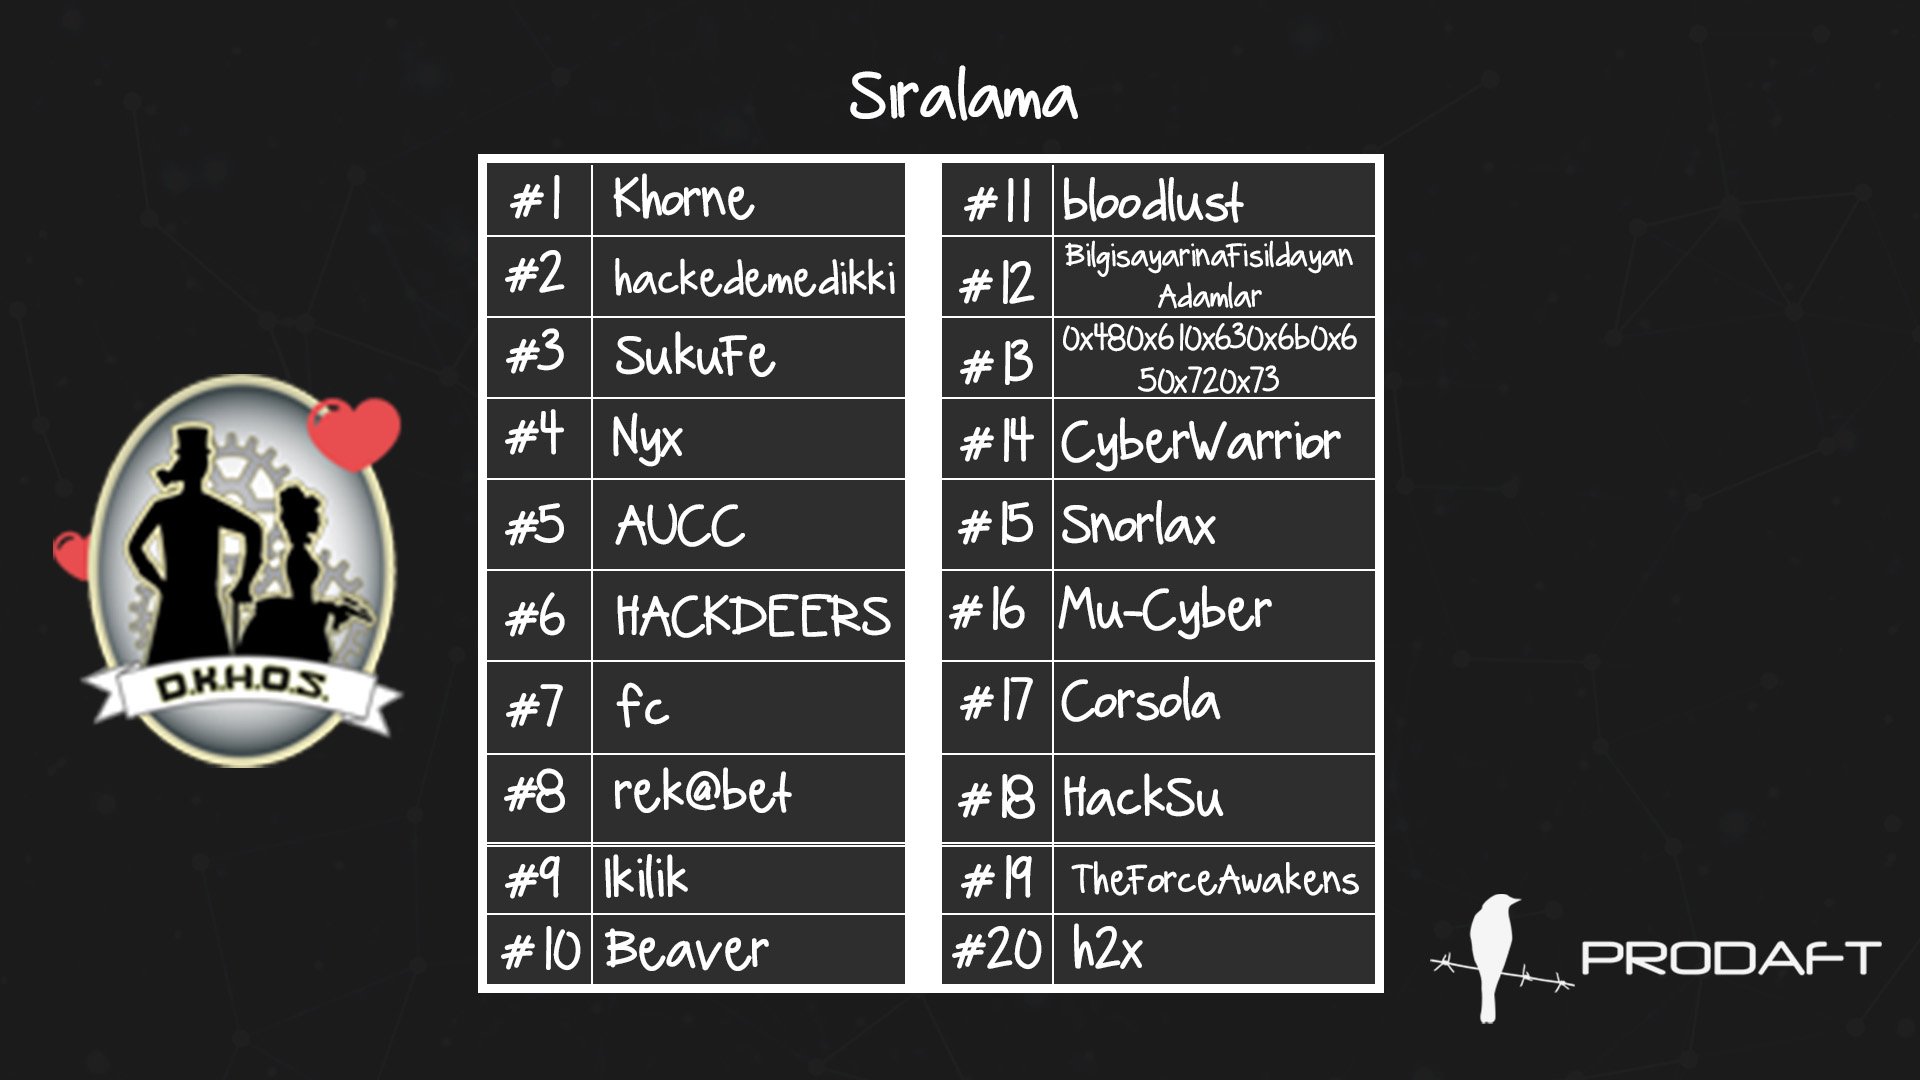 Sıralama
#1 Khorne
#2 hackedemedikki
#3 SukuFe
#4 Nyx
#5 AUCC
#6 HACKDEERS
#7 fc
#8 rek@bet
#9 Ikilik
#10 Beaver
#11 bloodlust
#12 BilgisayarinaFisildayan
Adamlar
#13 0x480x610x630x6b0x6
50x720x73
#14 CyberWarrior
#15 Snorlax
#16 Mu-Cyber
#17 Corsola
#18 HackSu
#19 TheForceAwakens
#20 h2x
D.K.H.O.S.
PRODAFT